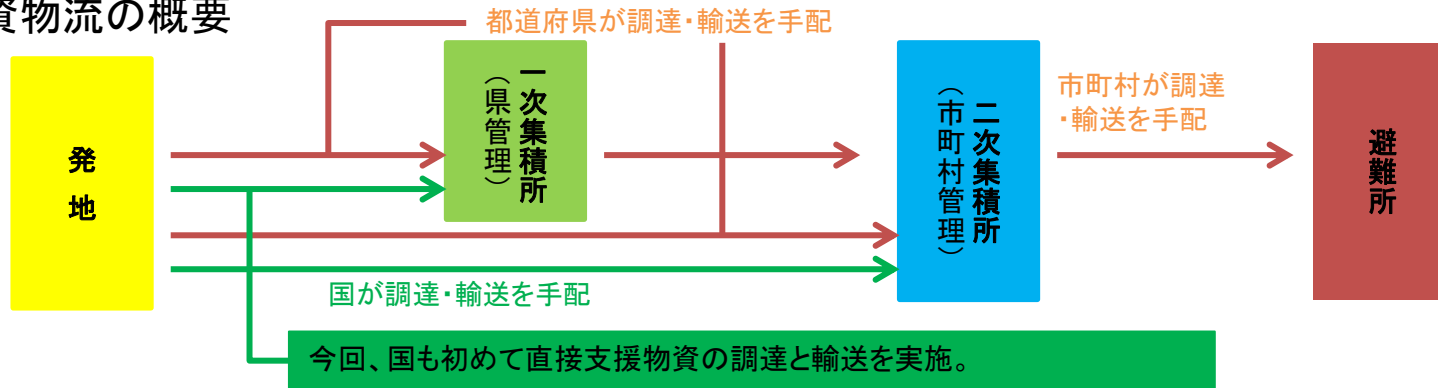 資物流の概要
都道府県が調達・輸送を手配
発
地
一次集積所
（県管理）
二次集積所
（市町村管理）
市町村が調達
・輸送を手配
避難所
国が調達・輸送を手配
今回、国も初めて直接支援物資の調達と輸送を実施。